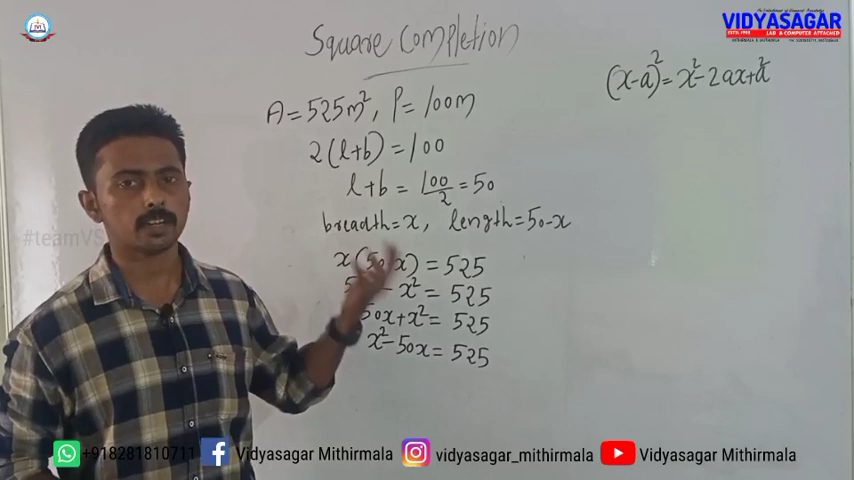 Square Completion
(x-a)² = x² - 2ax + a²
A = 525m², P = 100m
2(l+b) = 100
l+b = 100/2 = 50
breadth = x, length = 50-x
x(50-x) = 525
- x² = 525
50x + x² = 525
x² - 50x = 525
#teamVS
VIDYASAGAR
LAB & COMPUTER ATTACHED
+918281810711 Vidyasagar Mithirmala vidyasagar_mithirmala Vidyasagar Mithirmala